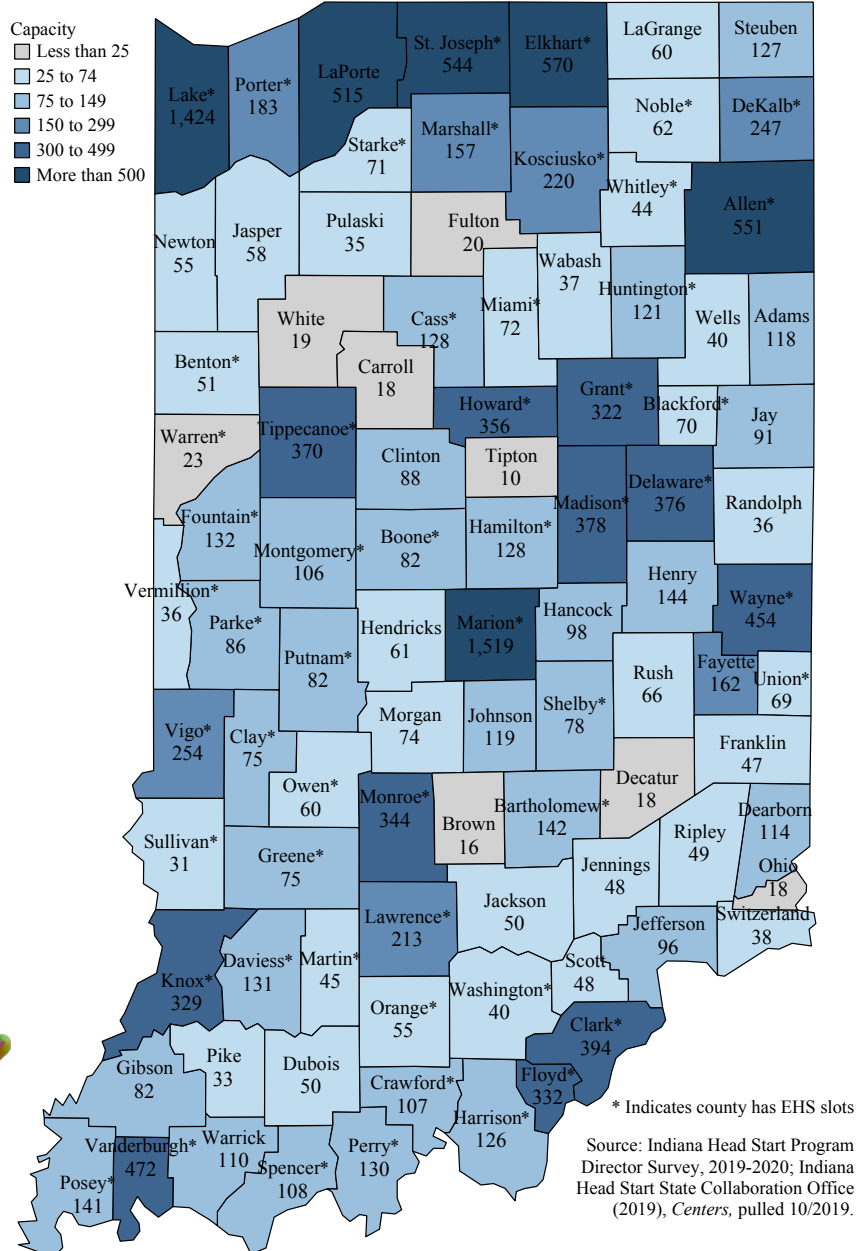 Capacity
Less than 25
25 to 74
75 to 149
150 to 299
300 to 499
More than 500
Lake*
1,424
Porter*
183
LaPorte
515
St. Joseph*
544
Elkhart*
570
LaGrange
60
Steuben
127
Noble*
62
DeKalb*
247
Starke*
71
Marshall*
157
Kosciusko*
220
Whitley*
44
Allen*
551
Newton
55
Jasper
58
Pulaski
35
Fulton
20
Wabash
37
Huntington*
121
Miami*
72
Wells
40
Adams
118
White
19
Cass*
128
Carroll
18
Benton*
51
Warren*
23
Tippecanoe*
370
Howard*
356
Grant*
322
Blackford*
70
Jay
91
Clinton
88
Tipton
10
Madison*
378
Delaware*
376
Randolph
36
Fountain*
132
Montgomery*
106
Boone*
82
Hamilton*
128
Henry
144
Wayne*
454
Vermillion*
36
Parke*
86
Putnam*
82
Hendricks
61
Marion*
1,519
Hancock
98
Rush
66
Fayette
162
Union*
69
Vigo*
254
Clay*
75
Morgan
74
Johnson
119
Shelby*
78
Franklin
47
Owen*
60
Monroe*
344
Brown
16
Bartholomew*
142
Decatur
18
Ripley
49
Dearborn
114
Sullivan*
31
Greene*
75
Jennings
48
Ohio
18
Lawrence*
213
Jackson
50
Jefferson
96
Switzerland
38
Knox*
329
Daviess*
131
Martin*
45
Orange*
55
Washington*
40
Scott
48
Clark*
394
Gibson
82
Pike
33
Dubois
50
Crawford*
107
Floyd*
332
Harrison*
126
Posey*
141
Vanderburgh*
472
Warrick
110
Spencer*
108
Perry*
130
* Indicates county has EHS slots
Source: Indiana Head Start Program
Director Survey, 2019-2020; Indiana
Head Start State Collaboration Office
(2019), Centers, pulled 10/2019.